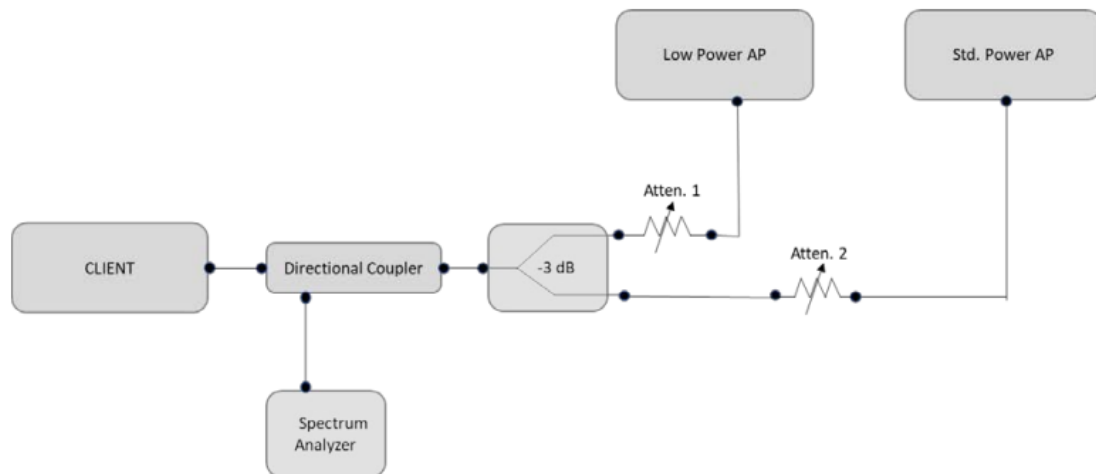 Low Power AP
Std. Power AP
Atten. 1
CLIENT
Directional Coupler
-3 dB
Atten. 2
Spectrum
Analyzer